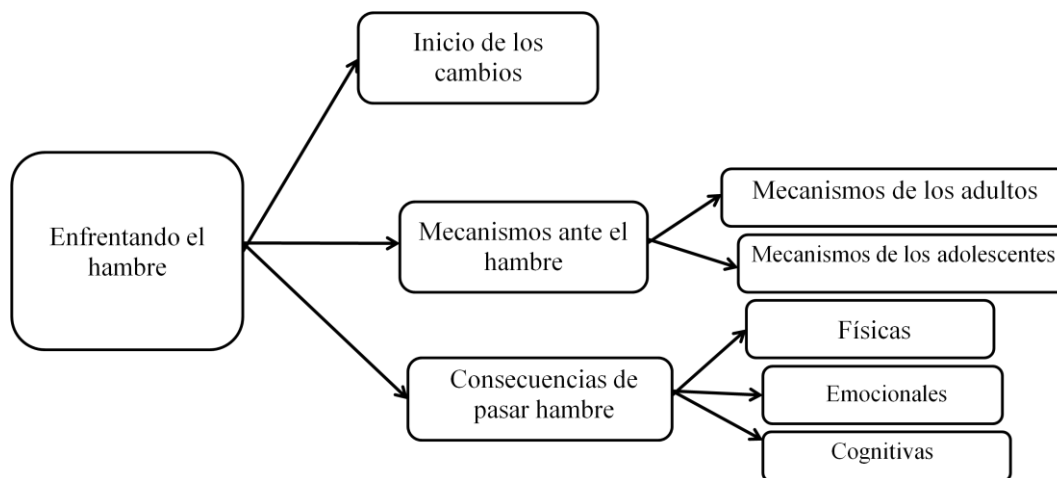 Inicio de los
cambios
Enfrentando el
hambre
Mecanismos ante el
hambre
Mecanismos de los adultos
Mecanismos de los adolescentes
Consecuencias de
pasar hambre
Físicas
Emocionales
Cognitivas